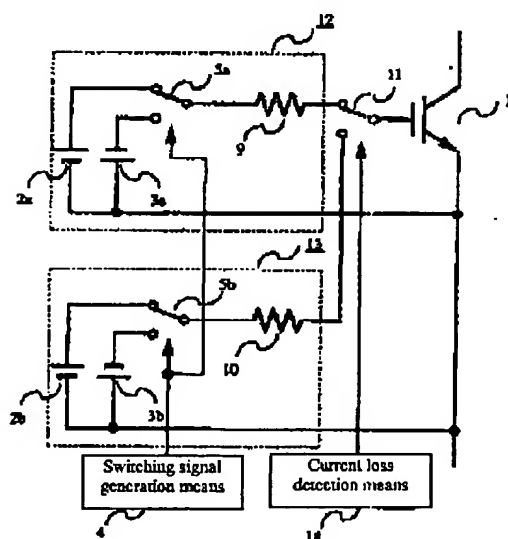 12
5a
11
9
2a
3a
13
5b
10
2b
3b
Switching signal
generation means
Current loss
detection means
4